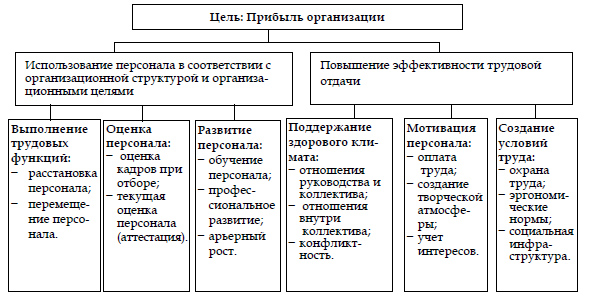 Цель: Прибыль организации
Использование персонала в соответствии с
организационной структурой и организа-
ционными целями
Повышение эффективности трудовой
отдачи
Выполнение
трудовых
функций:
− расстановка
персонала;
− перемеще-
ние персо-
нала.
Оценка
персонала:
− оценка
кадров при
отборе;
− текущая
оценка
персонала
(аттестация).
Развитие
персонала:
− обучение
персонала;
− профес-
сиональное
развитие;
− арьерный
рост.
Поддержание
здорового кли-
мата:
− отношения
руководства и
коллектива;
− отношения
внутри
коллектива;
− конфликт-
ность.
Мотивация
персонала:
− оплата
труда;
− создание
творческой
атмосфе-
ры;
− учет
интересов.
Создание
условий
труда:
− охрана
труда;
− эргономи-
ческие
нормы;
− социальная
инфра-
структура.